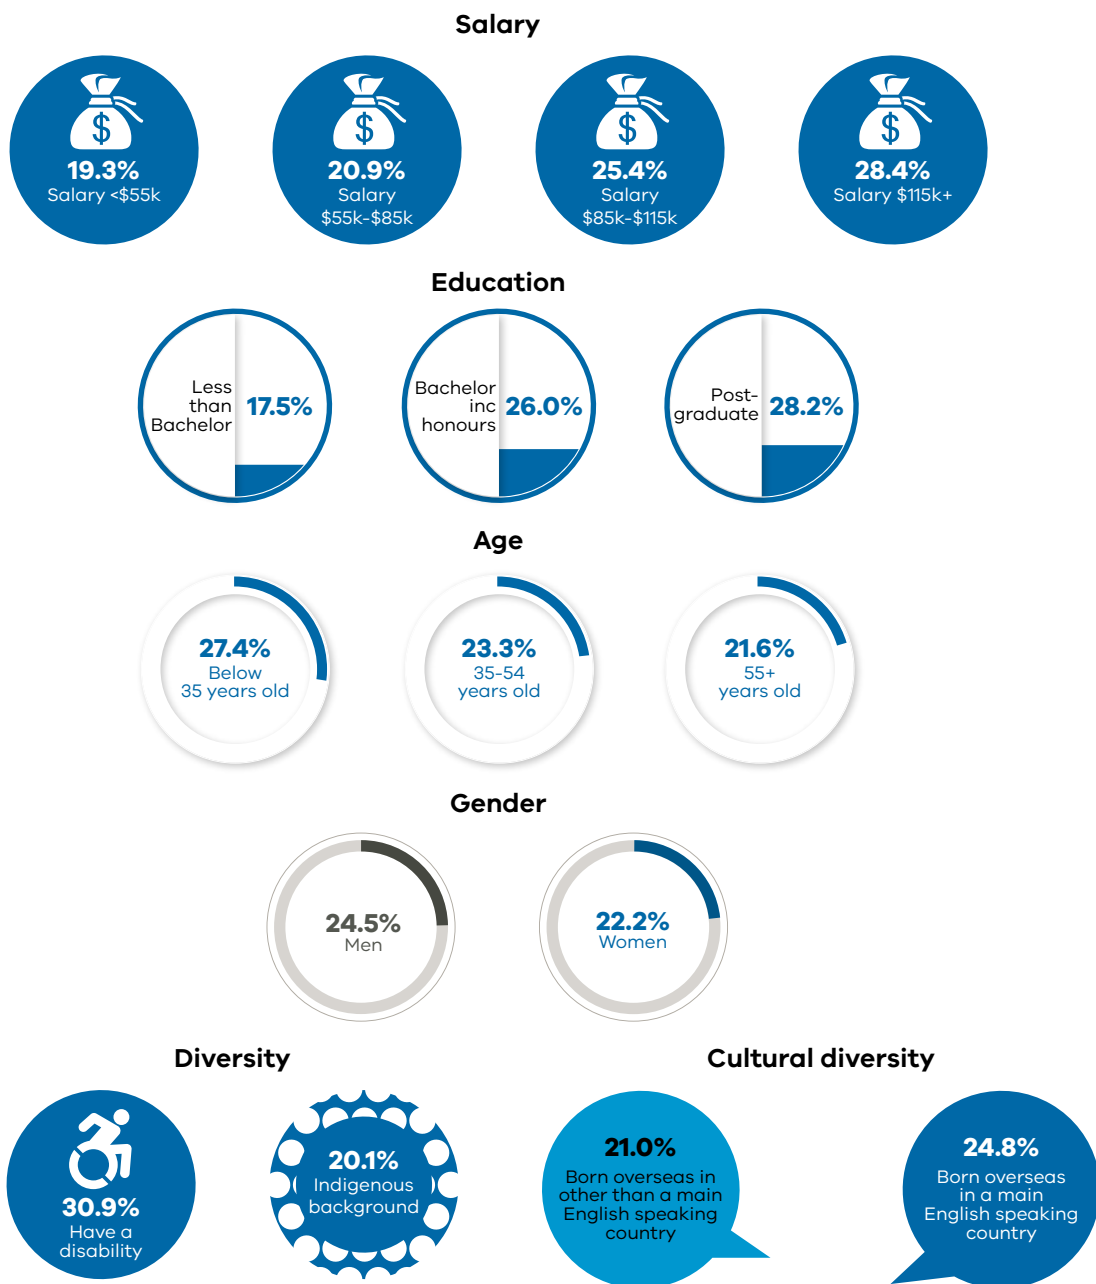 Salary
$
19.3%
Salary <$55k
$
20.9%
Salary
$55k-$85k
$
25.4%
Salary
$85k-$115k
$
28.4%
Salary $115k+
Education
Less
than
Bachelor
17.5%
Bachelor
inc
honours
26.0%
Post-
graduate
28.2%
Age
27.4%
Below
35 years old
23.3%
35-54
years old
21.6%
55+
years old
Gender
24.5%
Men
22.2%
Women
Diversity
30.9%
Have a
disability
20.1%
Indigenous
background
Cultural diversity
21.0%
Born overseas in
other than a main
English speaking
country
24.8%
Born overseas
in a main
English speaking
country